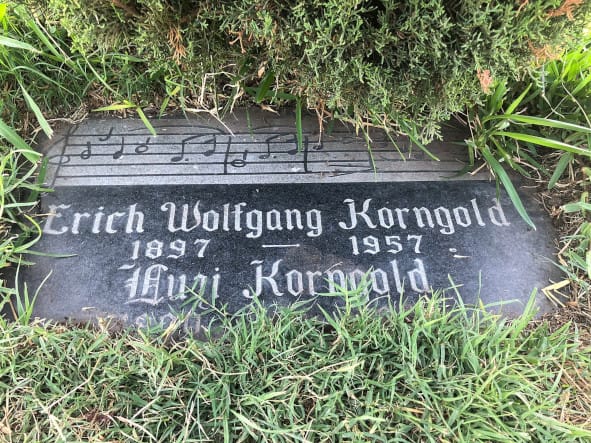 Erich Wolfgang Korngold
1897 — 1957
Luzi Korngold